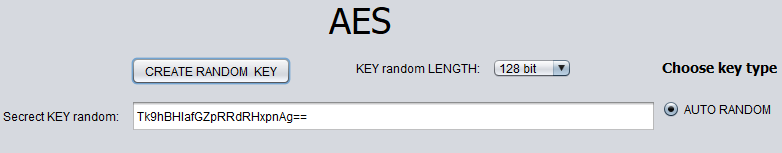 AES
CREATE RANDOM KEY
KEY random LENGTH: 128 bit
Choose key type
Secrect KEY random: Tk9hBHIafGZpRRdRHxpnAg==
AUTO RANDOM